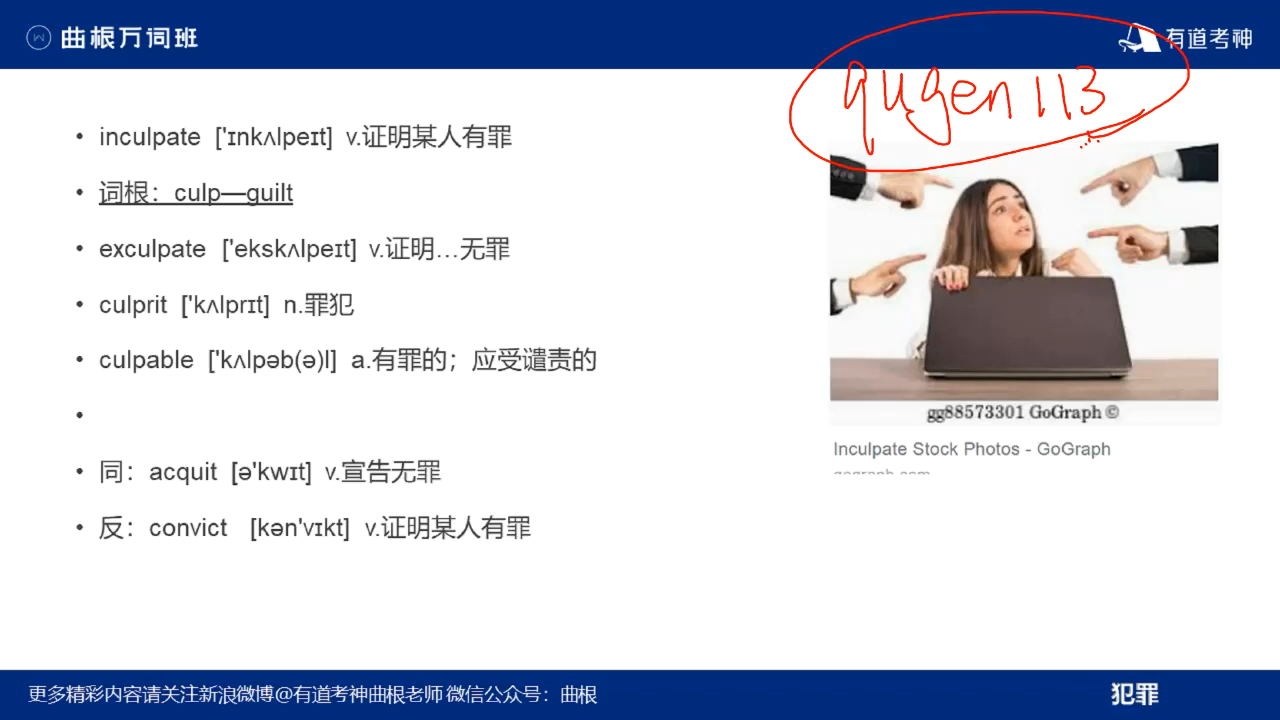 曲根万词班
有道考神
qugen113
• inculpate ['ɪnkʌlpeɪt] v.证明某人有罪
• 词根：culp—guilt
• exculpate ['ekskʌlpeɪt] v.证明…无罪
• culprit ['kʌlprɪt] n.罪犯
• culpable ['kʌlpəb(ə)l] a.有罪的；应受谴责的
•
• 同：acquit [ə'kwɪt] v.宣告无罪
• 反：convict [kən'vɪkt] v.证明某人有罪
gg88573301 GoGraph ©
Inculpate Stock Photos - GoGraph
更多精彩内容请关注新浪微博@有道考神曲根老师 微信公众号：曲根
犯罪